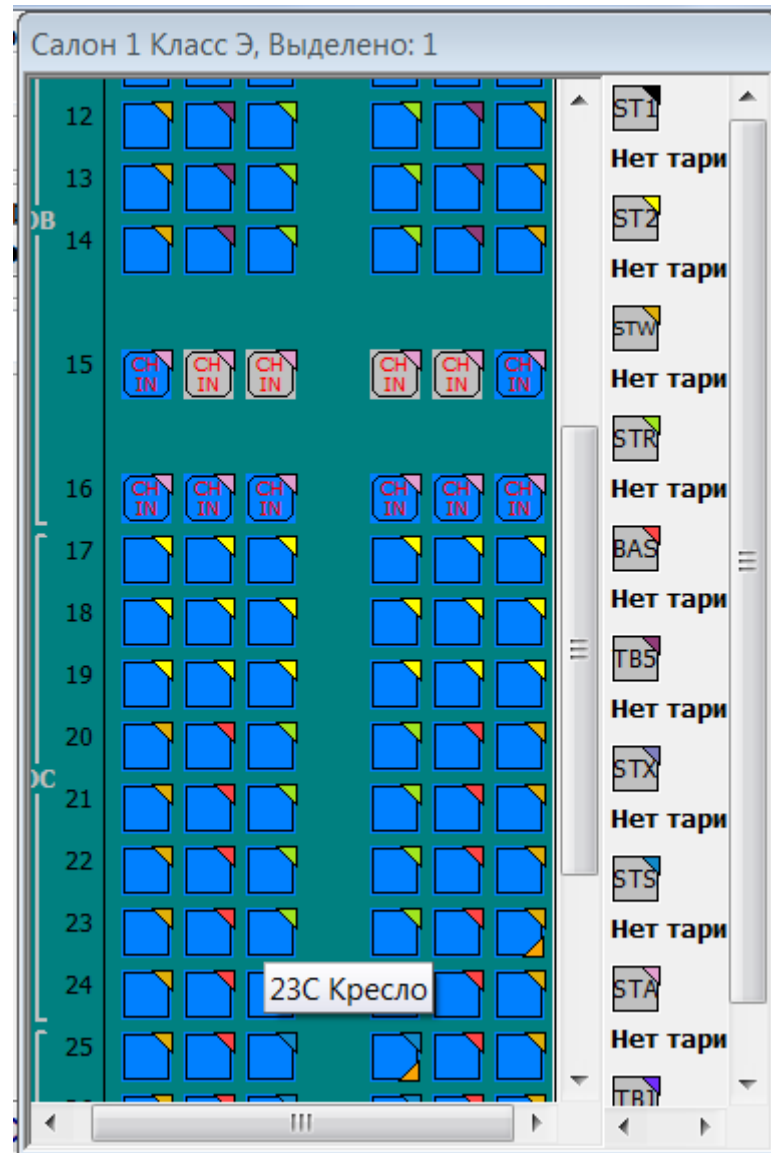 Салон 1 Класс Э, Выделено: 1
12
13
14
15 CH IN CH IN CH IN CH IN CH IN CH IN
16 CH IN CH IN CH IN CH IN CH IN CH IN
17
18
19
20
21
22
23
24
25
23C Кресло
ST1
Нет тари
ST2
Нет тари
STW
Нет тари
STR
Нет тари
BAS
Нет тари
TB5
Нет тари
STX
Нет тари
STS
Нет тари
STA
Нет тари